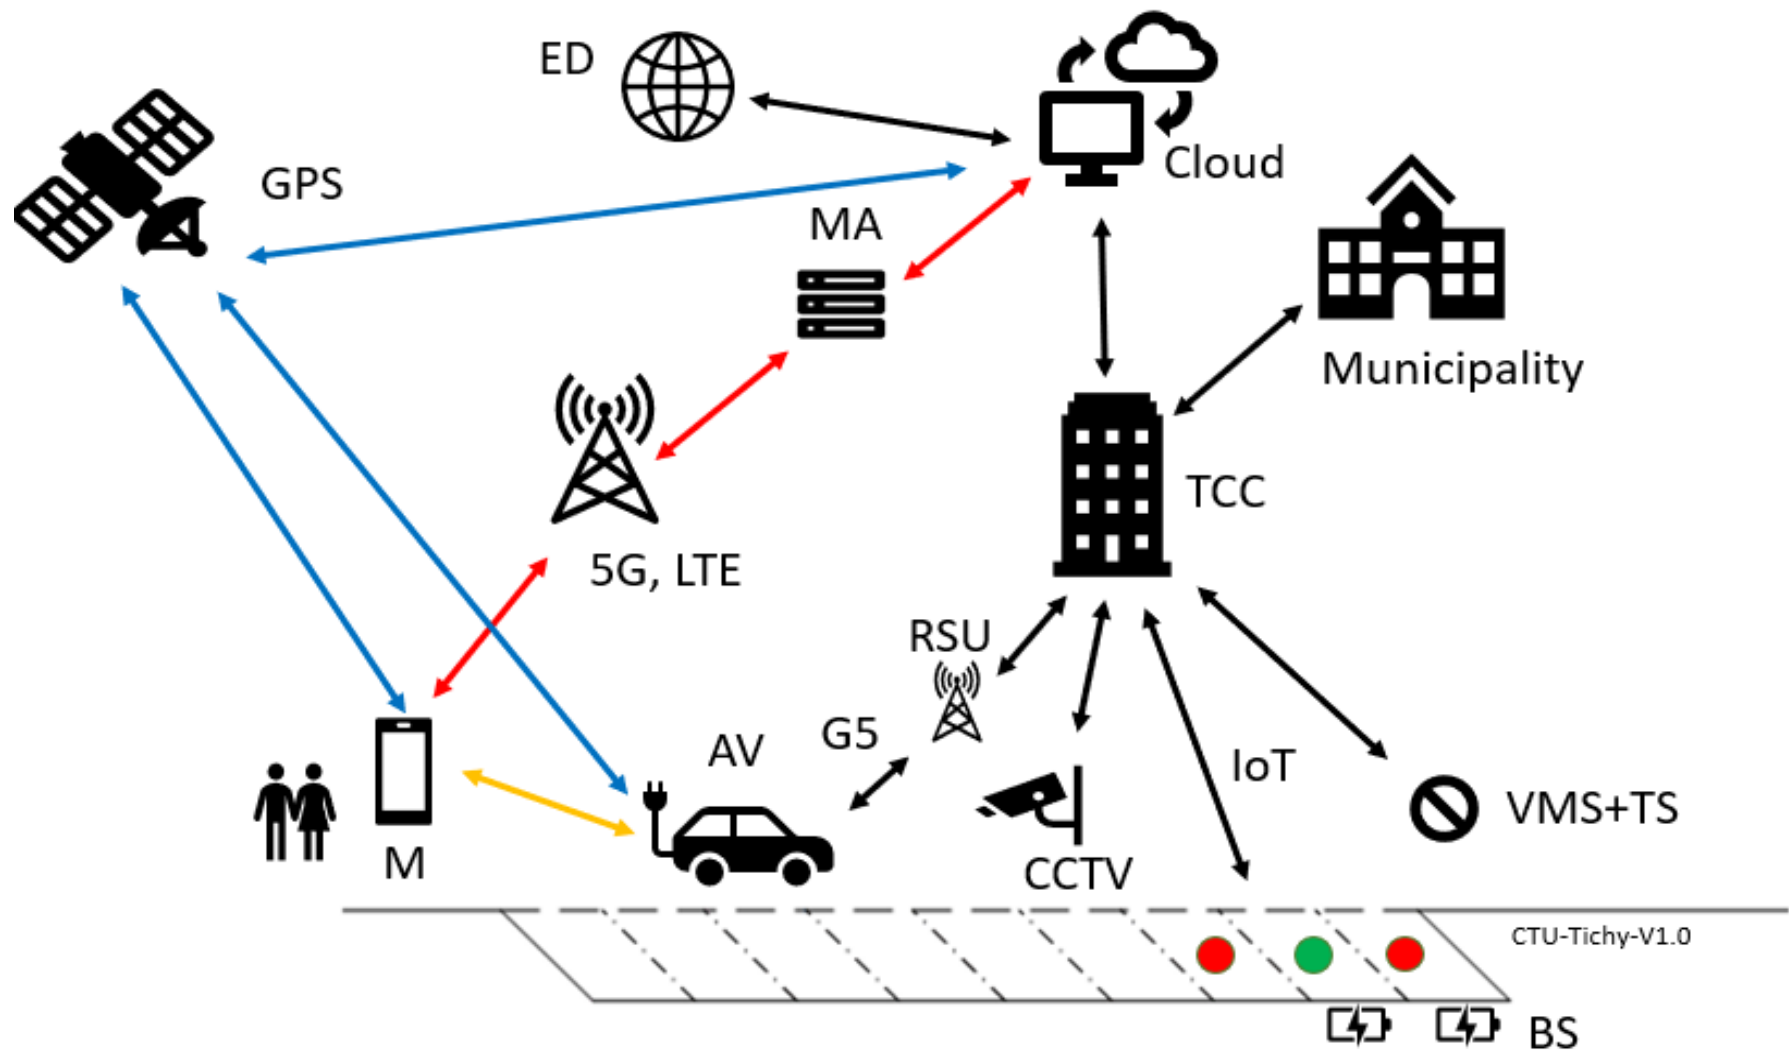 ED
Cloud
GPS
MA
Municipality
TCC
5G, LTE
RSU
G5
AV
IoT
VMS+TS
M
CCTV
CTU-Tichy-V1.0
BS